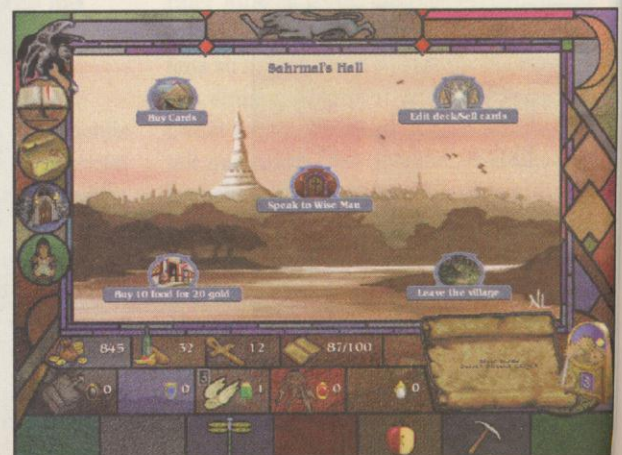 Sahrmal's Hall
Buy Cards
Edit deck/Sell cards
Speak to Wise Man
Buy 10 food for 20 gold
Leave the village
845
32
12
87/100
0
0
5
1
0
0